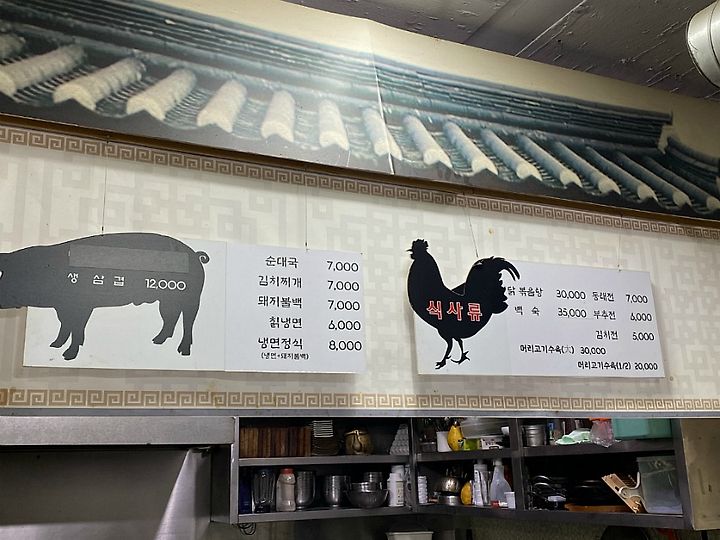 생 삼 겹 12,000
순대국 7,000
김치찌개 7,000
돼지불백 7,000
칡냉면 6,000
냉면정식 8,000
(냉면+돼지불백)
식사류
닭 볶음탕 30,000
백 숙 35,000
동태전 7,000
부추전 6,000
김치전 5,000
머리고기수육(大) 30,000
머리고기수육(1/2) 20,000